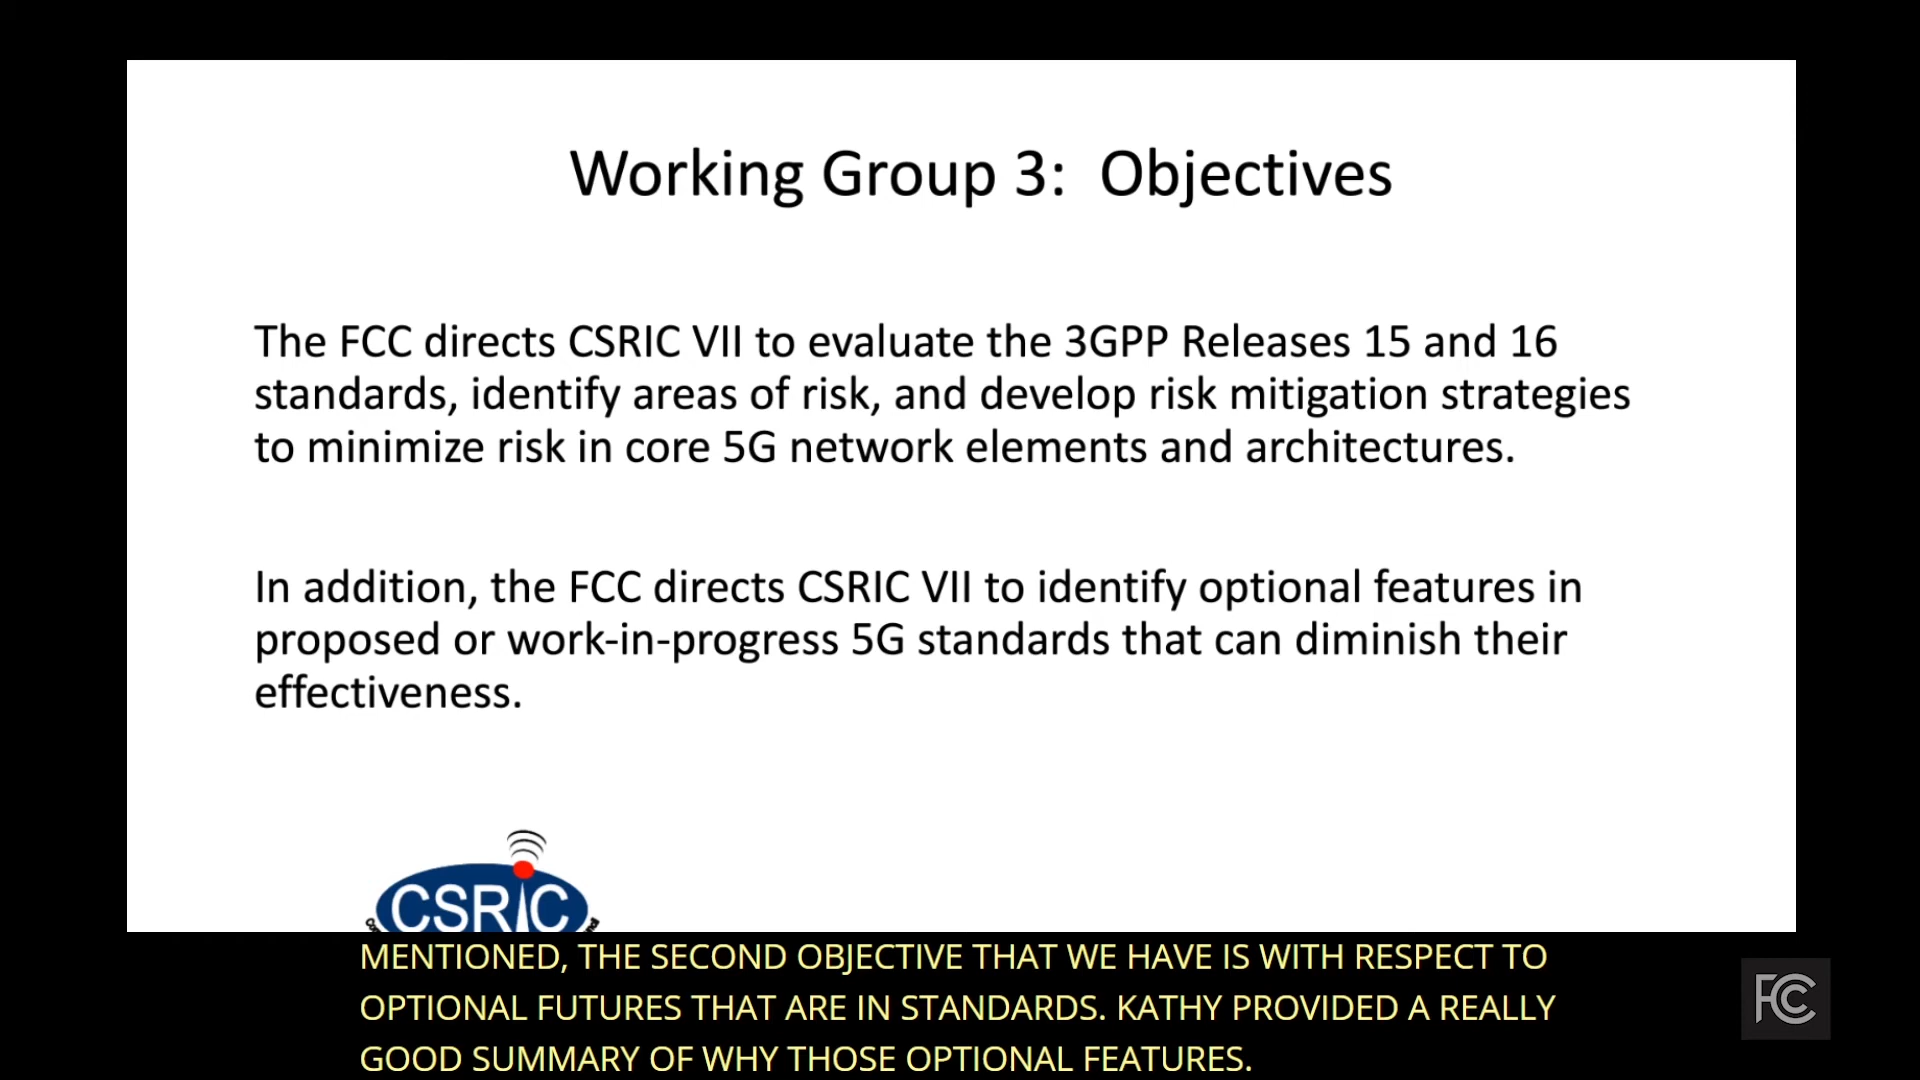 Working Group 3: Objectives
The FCC directs CSRIC VII to evaluate the 3GPP Releases 15 and 16
standards, identify areas of risk, and develop risk mitigation strategies
to minimize risk in core 5G network elements and architectures.
In addition, the FCC directs CSRIC VII to identify optional features in
proposed or work-in-progress 5G standards that can diminish their
effectiveness.
CSRIC
MENTIONED, THE SECOND OBJECTIVE THAT WE HAVE IS WITH RESPECT TO
OPTIONAL FUTURES THAT ARE IN STANDARDS. KATHY PROVIDED A REALLY
GOOD SUMMARY OF WHY THOSE OPTIONAL FEATURES.
FCC